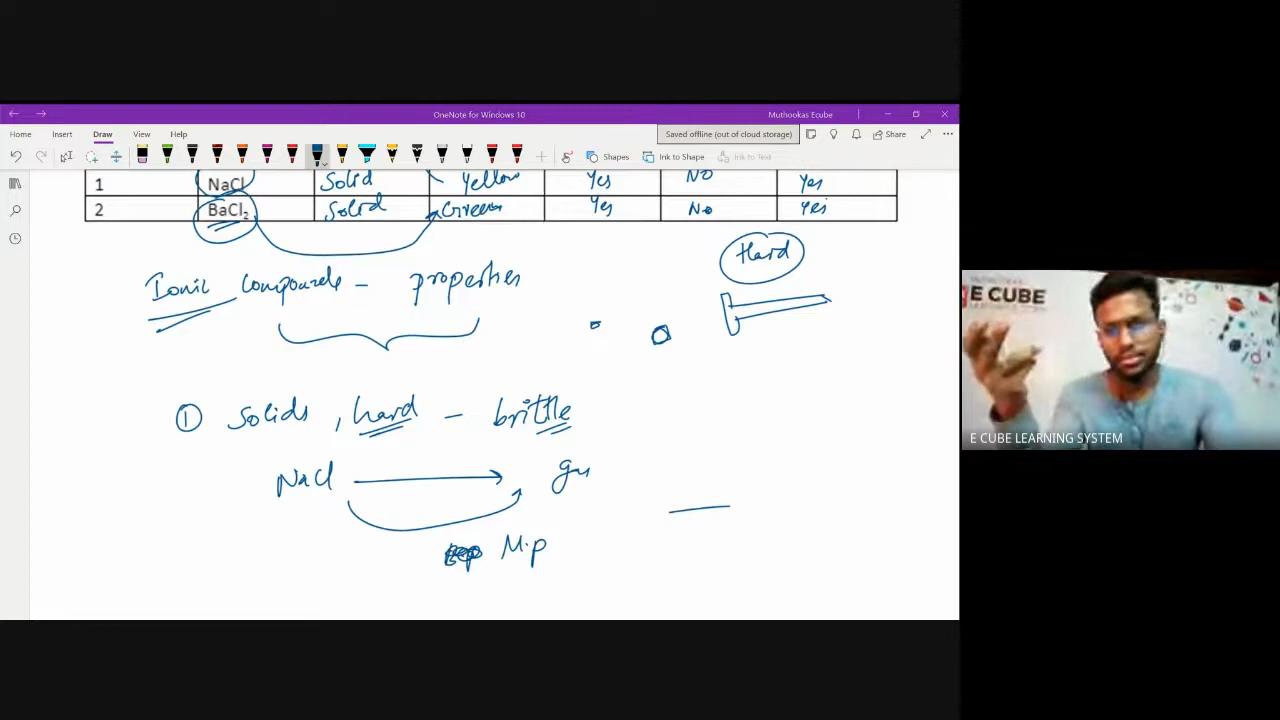 OneNote for Windows 10
Muthookas Ecube
Home Insert Draw View Help
Saved offline (out of cloud storage)
Share
Shapes
Ink to Shape
Ink to Text
1 NaCl Solid Yellow Yes NO Yes
2 BaCl2 Solid Green Yes No Yes
Hard
Ionic compounds - properties
E CUBE
① Solids, hard - brittle
E CUBE LEARNING SYSTEM
NaCl gas
M.p